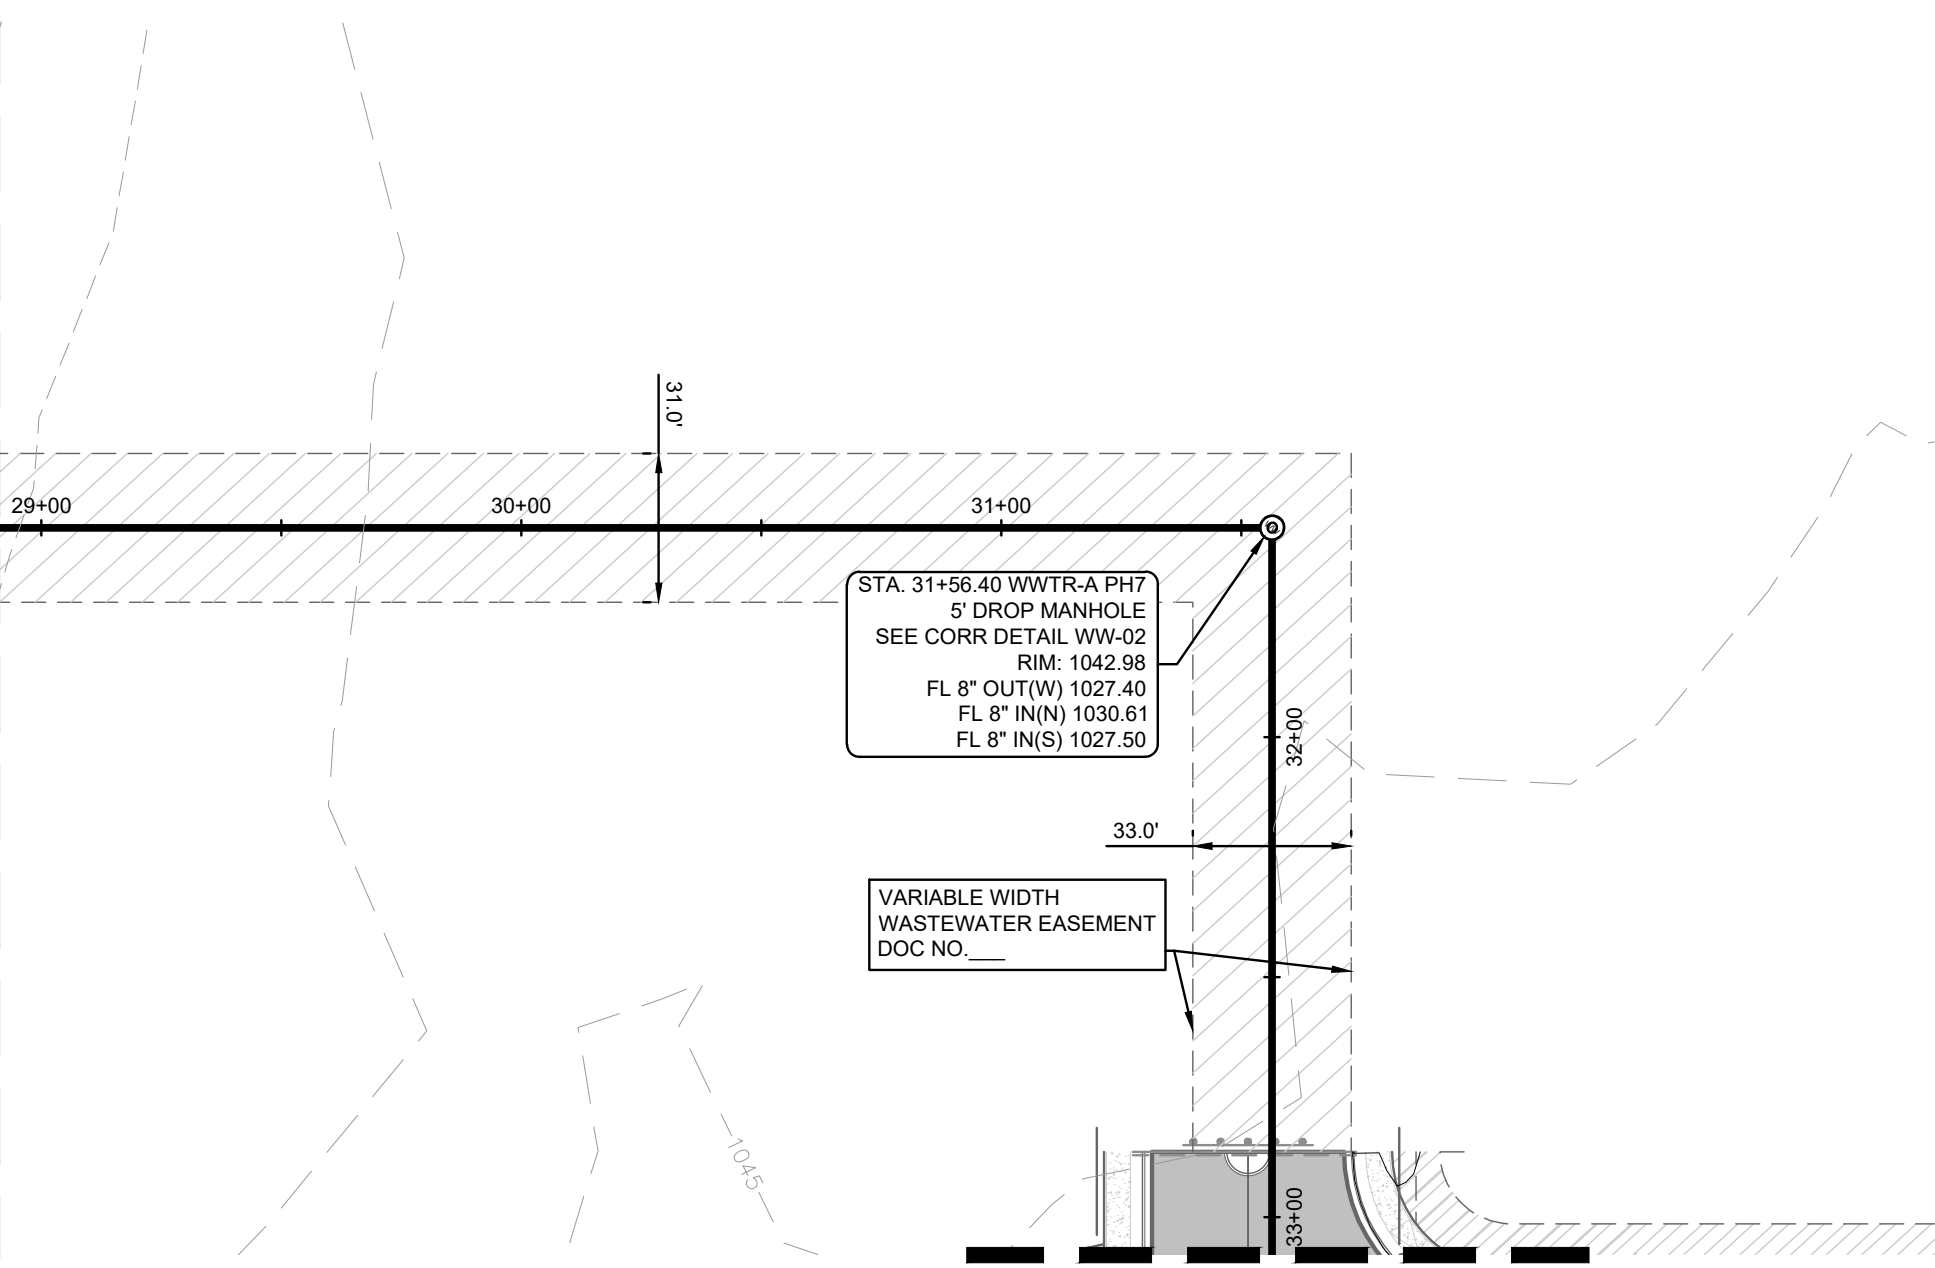 31.0'
29+00
30+00
31+00
STA. 31+56.40 WWTR-A PH7
5' DROP MANHOLE
SEE CORR DETAIL WW-02
RIM: 1042.98
FL 8" OUT(W) 1027.40
FL 8" IN(N) 1030.61
FL 8" IN(S) 1027.50
32+00
33.0'
VARIABLE WIDTH
WASTEWATER EASEMENT
DOC NO.___
1045
33+00